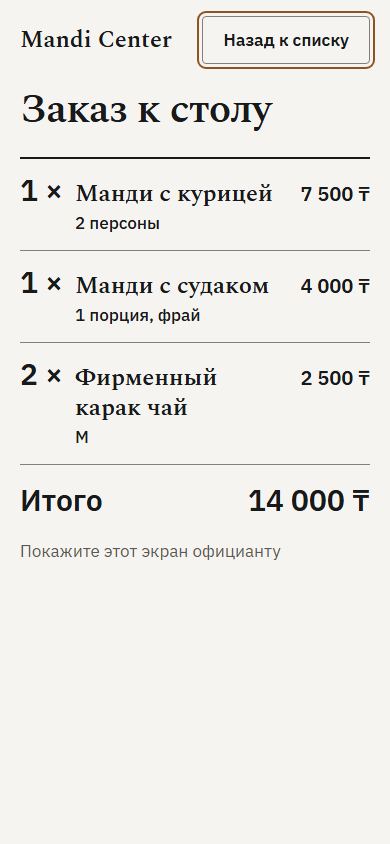 Mandi Center
Назад к списку
Заказ к столу
1 × Манди с курицей 7 500 ₸
2 персоны
1 × Манди с судаком 4 000 ₸
1 порция, фрай
2 × Фирменный 2 500 ₸
карак чай
M
Итого 14 000 ₸
Покажите этот экран официанту